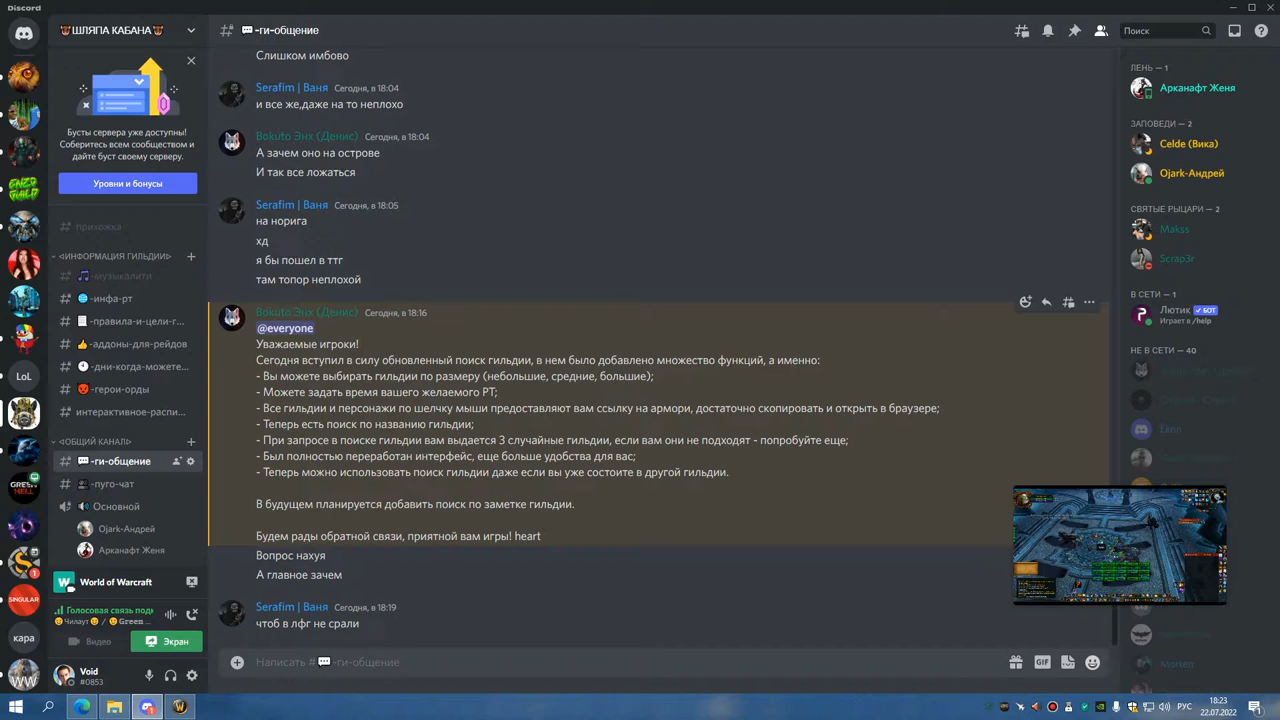 Discord
ШЛЯПА КАБАНА
-ги-общение
Поиск
Бусты сервера уже доступны!
Соберитесь всем сообществом и
дайте буст своему серверу.
Уровни и бонусы
прихожка
<ИНФОРМАЦИЯ ГИЛЬДИИ>
-музыкалити
-инфа-рт
-правила-и-цели-г...
-аддоны-для-рейдов
-дни-когда-можете...
-герои-орды
интерактивное-распи...
<ОБЩИЙ КАНАЛ>
-ги-общение
-пуго-чат
Основной
Ojark-Андрей
Арканафт Женя
World of Warcraft
Голосовая связь подк
Чилаут / Green
Видео
Экран
Void
#0853
LoL
GREEN HELL
SINGULAR
кара
WW
1
Слишком имбово
Serafim | Ваня Сегодня, в 18:04
и все же,даже на то неплохо
Bokuto Энх (Денис) Сегодня, в 18:04
А зачем оно на острове
И так все ложаться
Serafim | Ваня Сегодня, в 18:05
на норига
хд
я бы пошел в ттг
там топор неплохой
Bokuto Энх (Денис) Сегодня, в 18:16
@everyone
Уважаемые игроки!
Сегодня вступил в силу обновленный поиск гильдии, в нем было добавлено множество функций, а именно:
- Вы можете выбирать гильдии по размеру (небольшие, средние, большие);
- Можете задать время вашего желаемого РТ;
- Все гильдии и персонажи по шелчку мыши предоставляют вам ссылку на армори, достаточно скопировать и открыть в браузере;
- Теперь есть поиск по названию гильдии;
- При запросе в поиске гильдии вам выдается 3 случайные гильдии, если вам они не подходят - попробуйте еще;
- Был полностью переработан интерфейс, еще больше удобства для вас;
- Теперь можно использовать поиск гильдии даже если вы уже состоите в другой гильдии.
В будущем планируется добавить поиск по заметке гильдии.
Будем рады обратной связи, приятной вам игры! heart
Вопрос нахуя
А главное зачем
Serafim | Ваня Сегодня, в 18:19
чтоб в лфг не срали
Написать #-ги-общение
GIF
ЛЕНЬ — 1
Арканафт Женя
ЗАПОВЕДИ — 2
Celde (Вика)
Ojark-Андрей
СВЯТЫЕ РЫЦАРИ — 2
Makss
Scrap3r
В СЕТИ — 1
Лютик БОТ
Играет в /help
НЕ В СЕТИ — 40
РУС
18:23
22.07.2022